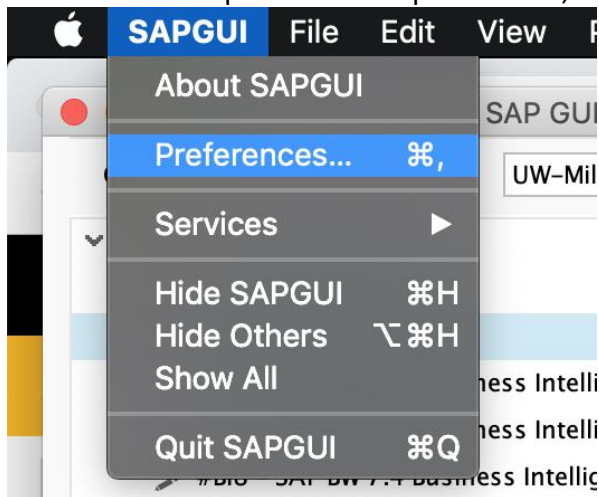 SAPGUI File Edit View
About SAPGUI
SAP GUI
Preferences... ⌘,
UW-Mil
Services ▶
Hide SAPGUI ⌘H
Hide Others ⌥⌘H
Show All
ness Intelli
ness Intelli
Quit SAPGUI ⌘Q
ness Intellig